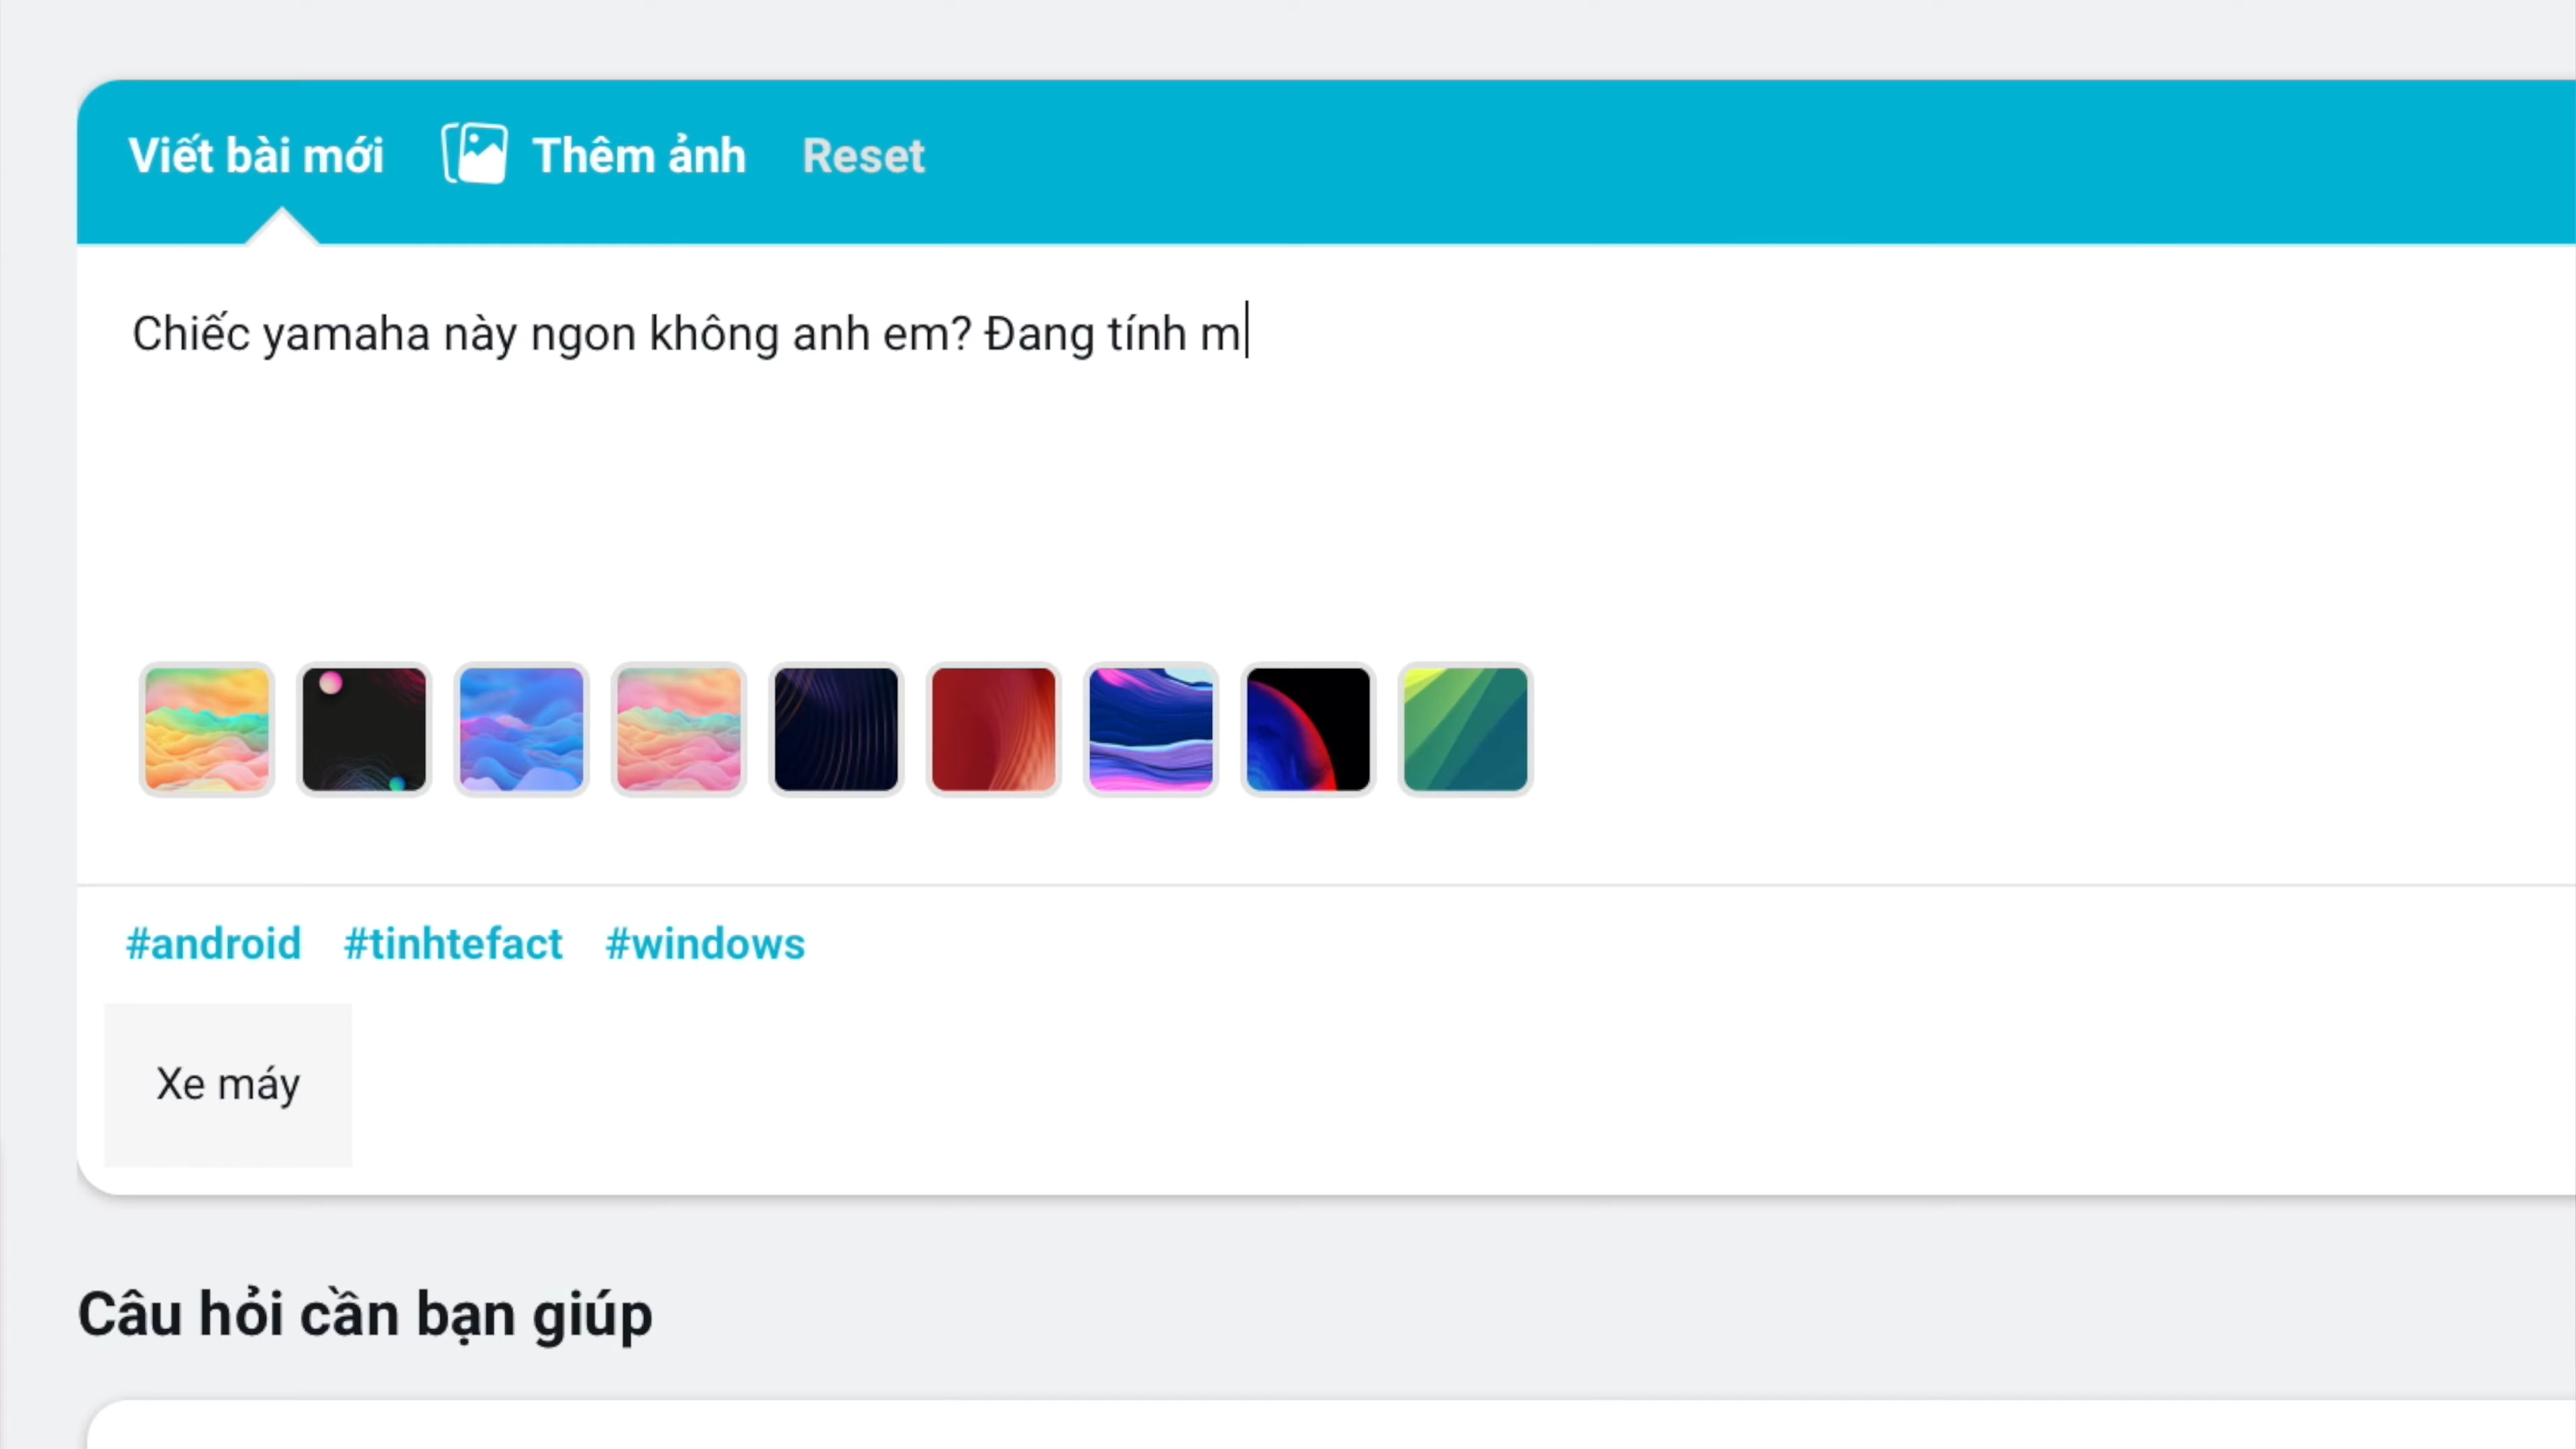 Viết bài mới Thêm ảnh Reset
Chiếc yamaha này ngon không anh em? Đang tính m
#android #tinhtefact #windows
Xe máy
Câu hỏi cần bạn giúp